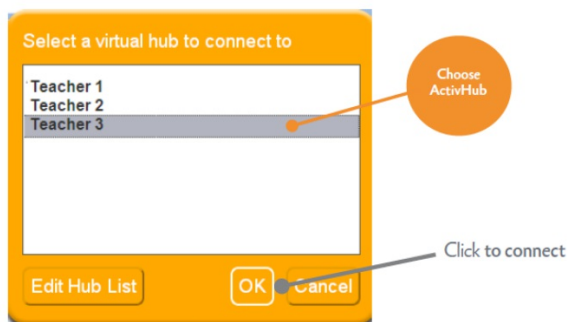 Select a virtual hub to connect to
Teacher 1
Teacher 2
Teacher 3
Choose
ActivHub
Click to connect
Edit Hub List
OK
Cancel